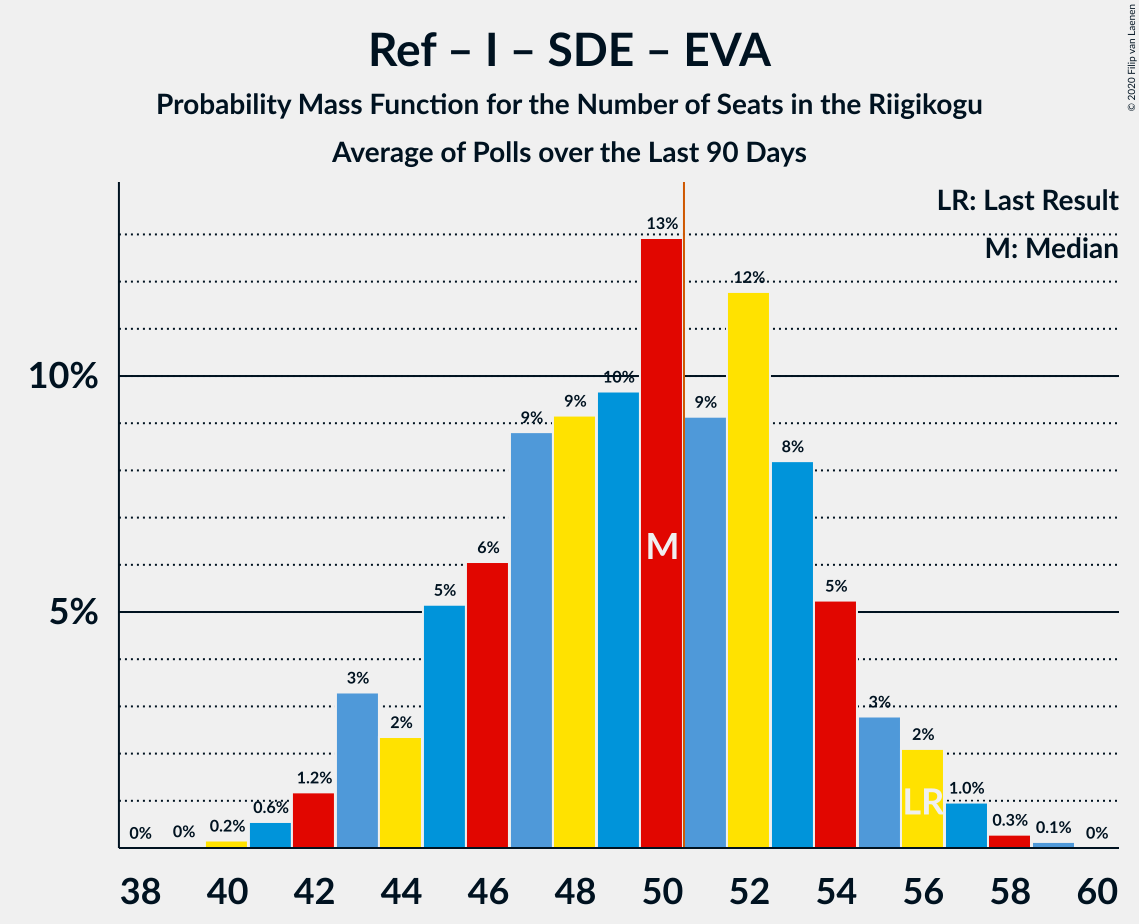 Ref – I – SDE – EVA
Probability Mass Function for the Number of Seats in the Riigikogu
Average of Polls over the Last 90 Days
© 2020 Filip van Laenen
LR: Last Result
M: Median
10%
5%
0%
0%
0.2%
0.6%
1.2%
3%
2%
5%
6%
9%
9%
10%
13%
9%
12%
8%
5%
3%
2%
1.0%
0.3%
0.1%
0%
M
LR
38 40 42 44 46 48 50 52 54 56 58 60